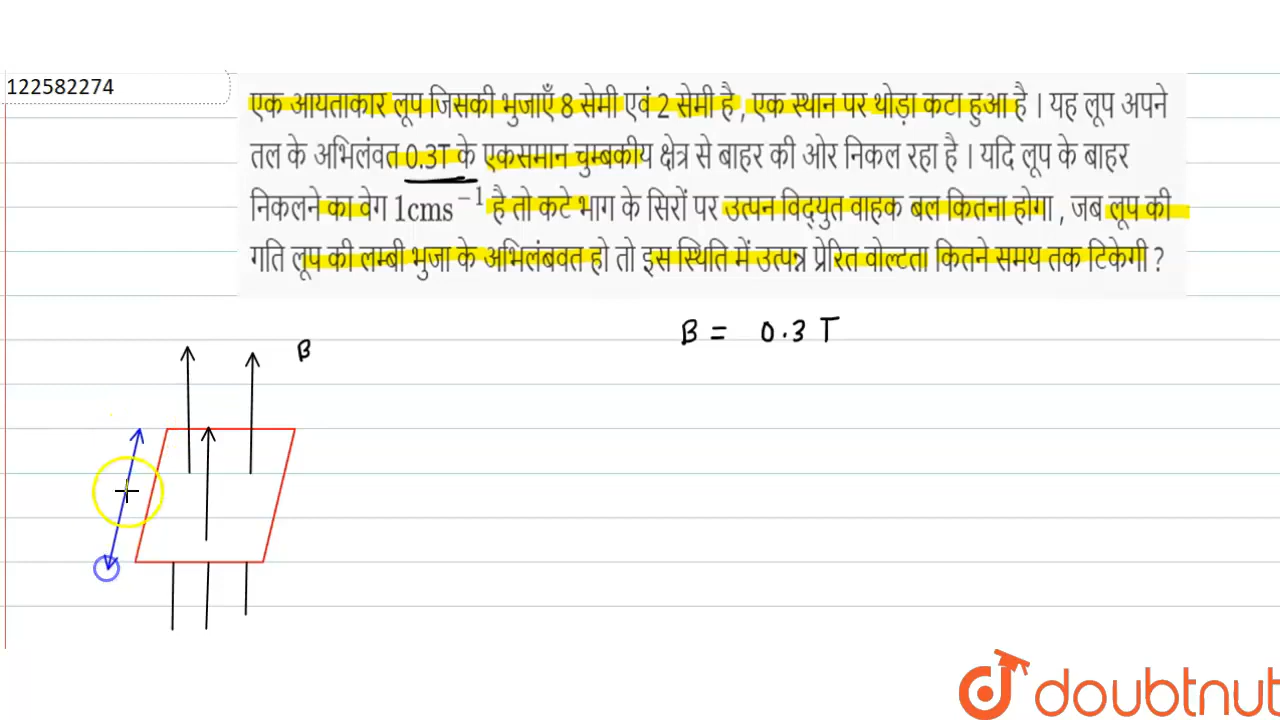 122582274
एक आयताकार लूप जिसकी भुजाएँ 8 सेमी एवं 2 सेमी है , एक स्थान पर थोड़ा कटा हुआ है । यह लूप अपने
तल के अभिलंवत 0.3T के एकसमान चुम्बकीय क्षेत्र से बाहर की ओर निकल रहा है । यदि लूप के बाहर
निकलने का वेग 1cms⁻¹ है तो कटे भाग के सिरों पर उत्पन विद्युत वाहक बल कितना होगा , जब लूप की
गति लूप की लम्बी भुजा के अभिलंबवत हो तो इस स्थिति में उत्पन्न प्रेरित वोल्टता कितने समय तक टिकेगी ?
B = 0.3 T
B
doubtnut